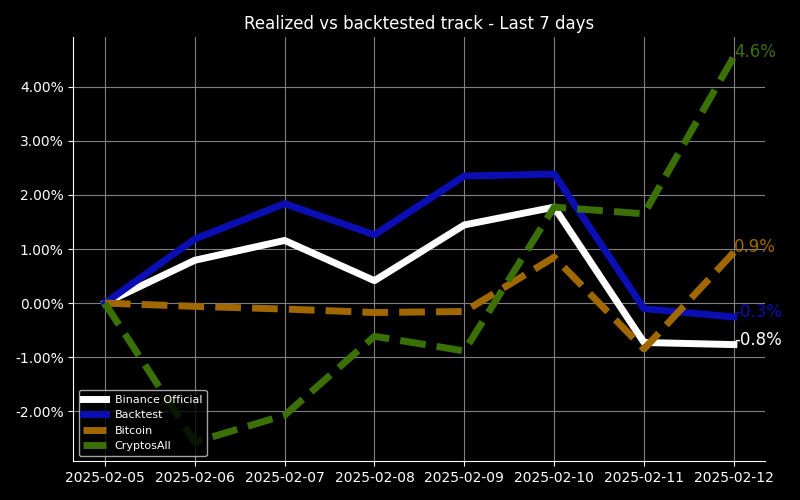 Realized vs backtested track - Last 7 days
4.00%
3.00%
2.00%
1.00%
0.00%
-1.00%
-2.00%
4.6%
0.9%
-0.3%
-0.8%
Binance Official
Backtest
Bitcoin
CryptosAll
2025-02-05 2025-02-06 2025-02-07 2025-02-08 2025-02-09 2025-02-10 2025-02-11 2025-02-12